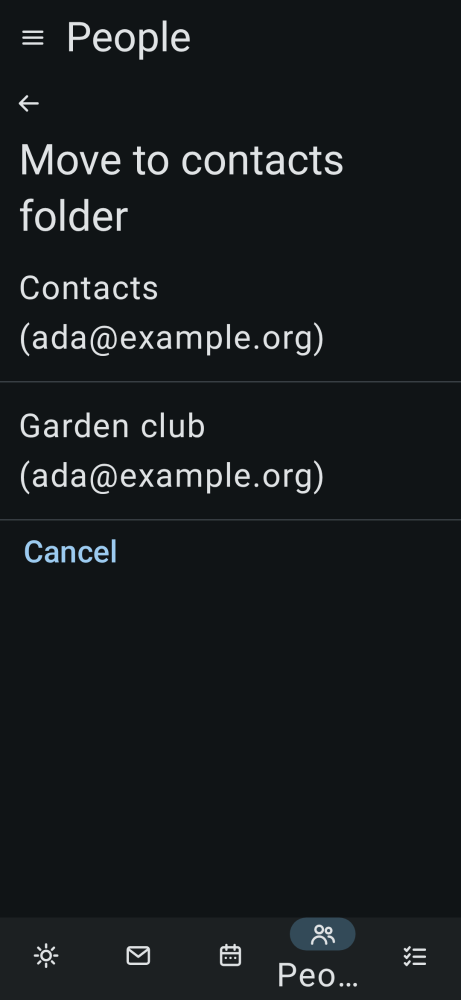 People
Move to contacts
folder
Contacts
(ada@example.org)
Garden club
(ada@example.org)
Cancel
Peo…